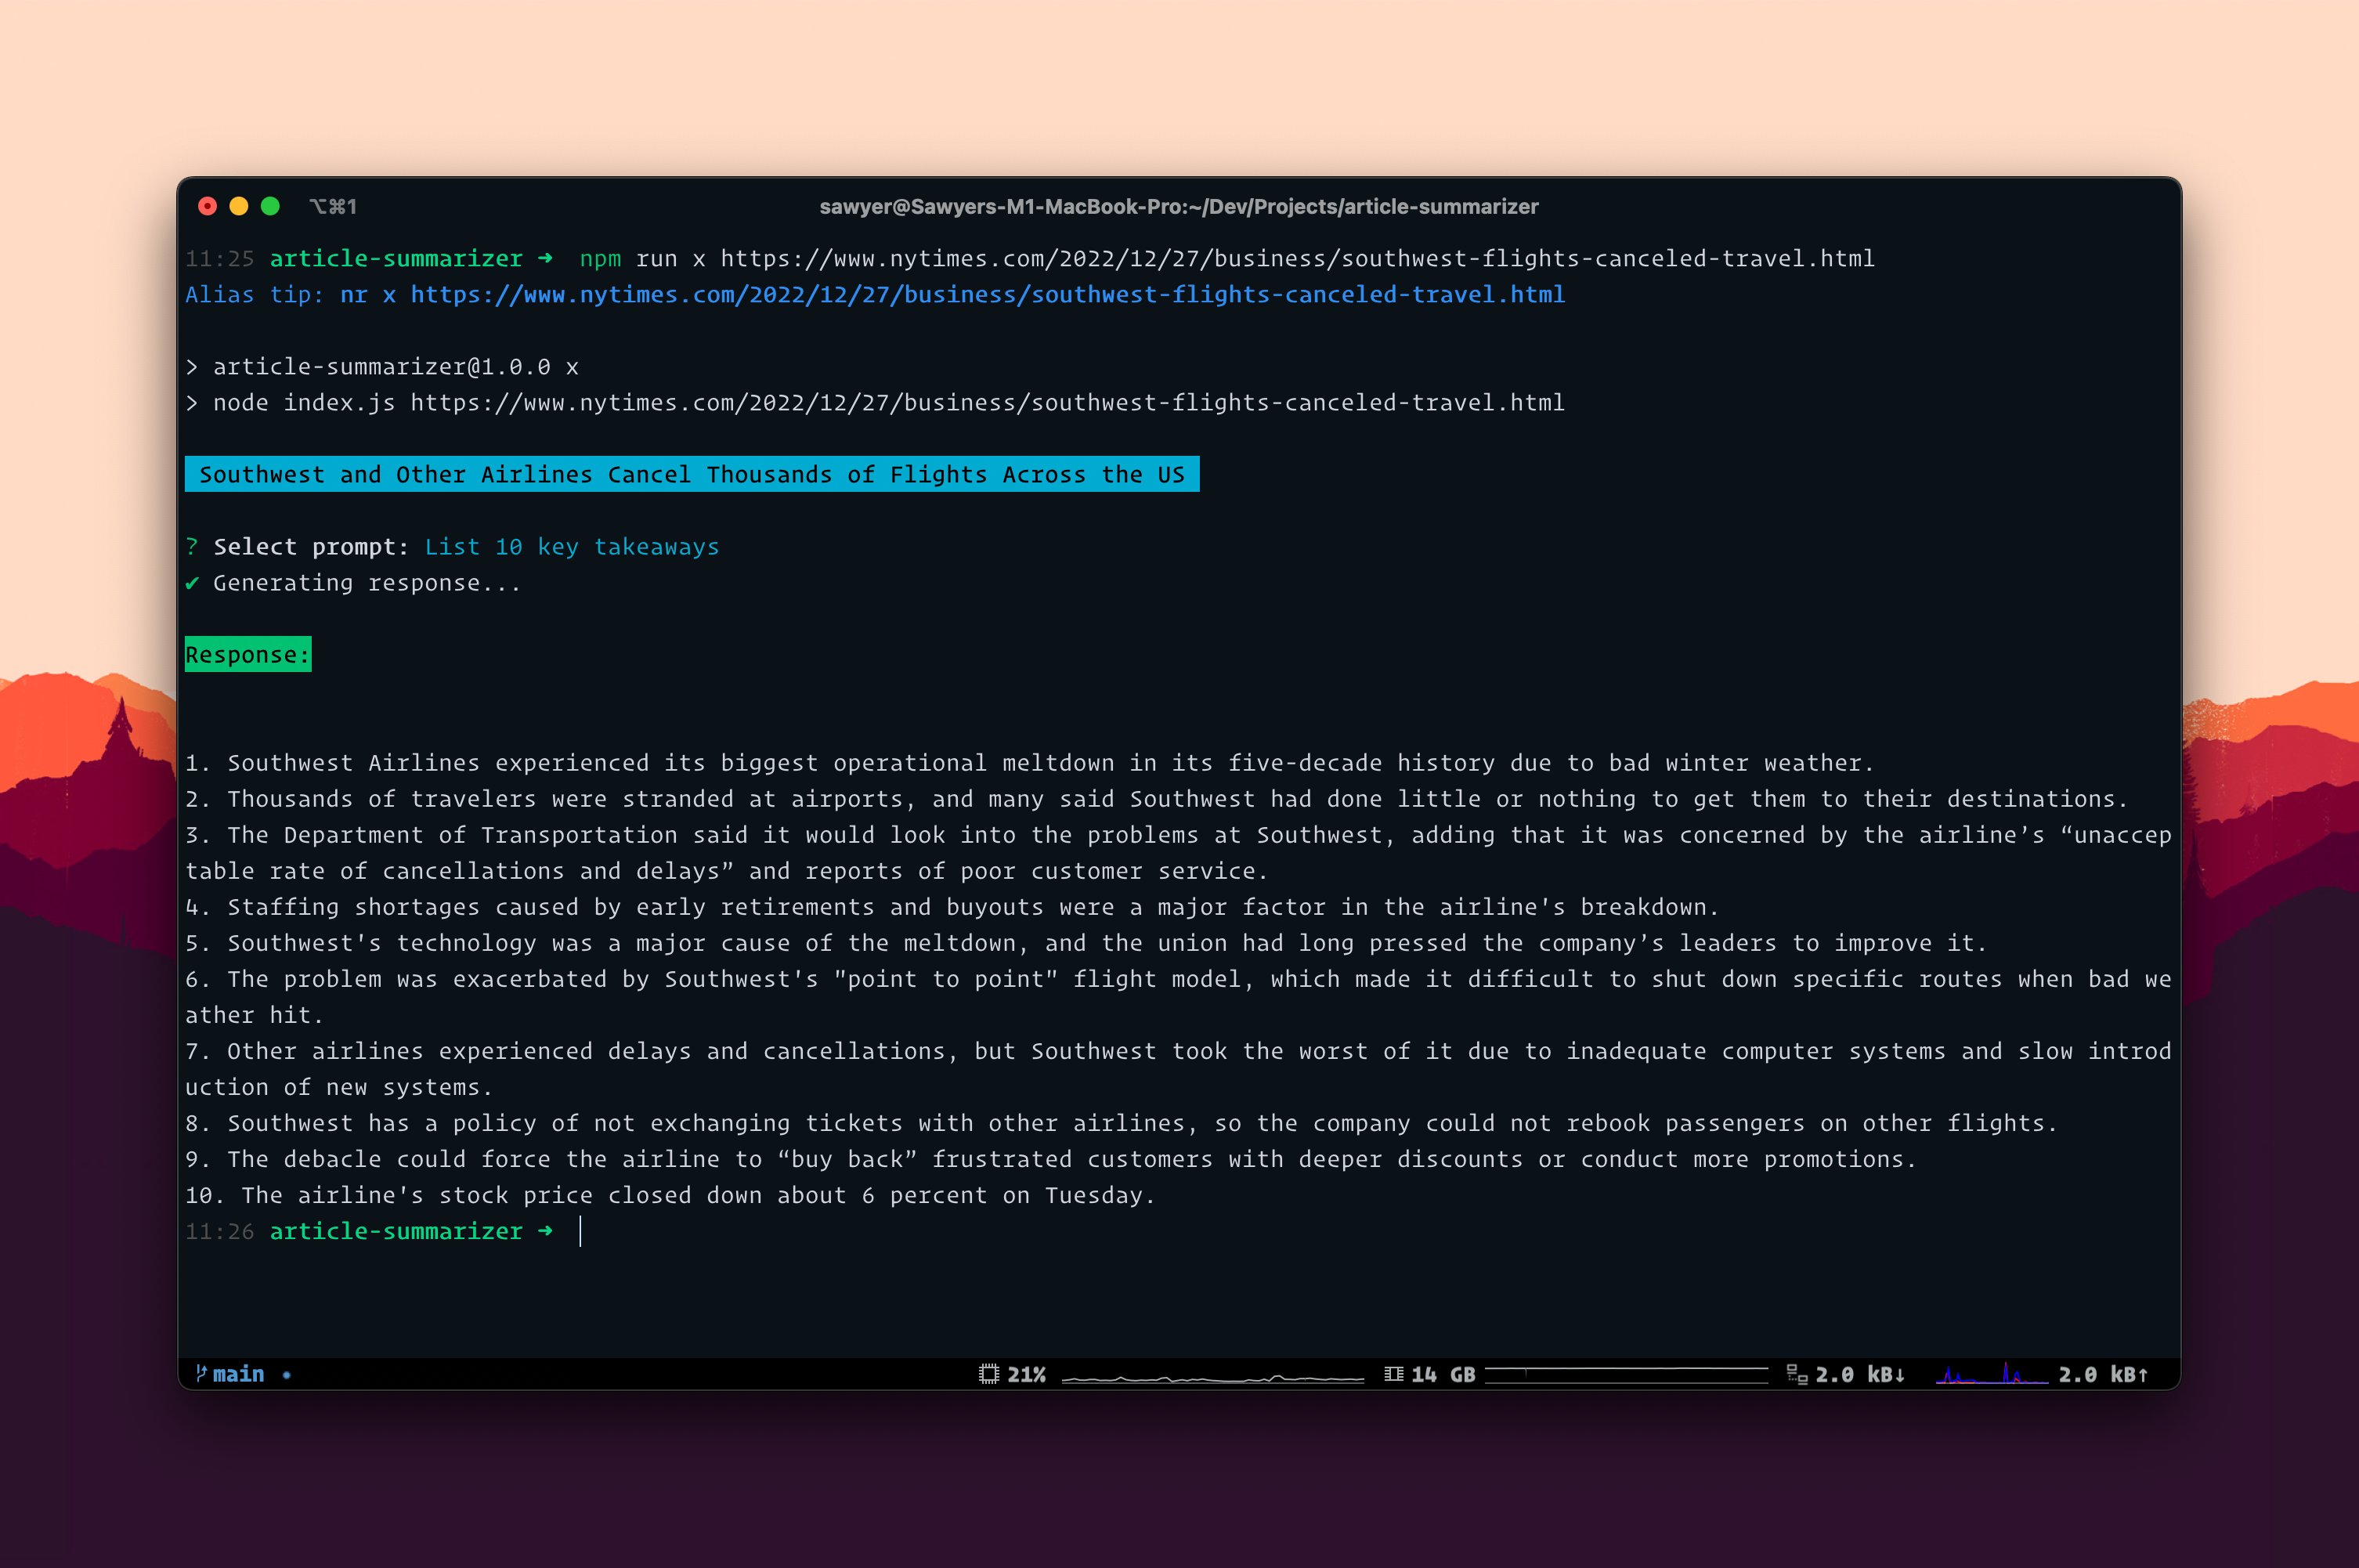 ⌥⌘1
sawyer@Sawyers-M1-MacBook-Pro:~/Dev/Projects/article-summarizer
11:25 article-summarizer ➜ npm run x https://www.nytimes.com/2022/12/27/business/southwest-flights-canceled-travel.html
Alias tip: nr x https://www.nytimes.com/2022/12/27/business/southwest-flights-canceled-travel.html
> article-summarizer@1.0.0 x
> node index.js https://www.nytimes.com/2022/12/27/business/southwest-flights-canceled-travel.html
Southwest and Other Airlines Cancel Thousands of Flights Across the US
? Select prompt: List 10 key takeaways
✔ Generating response...
Response:
1. Southwest Airlines experienced its biggest operational meltdown in its five-decade history due to bad winter weather.
2. Thousands of travelers were stranded at airports, and many said Southwest had done little or nothing to get them to their destinations.
3. The Department of Transportation said it would look into the problems at Southwest, adding that it was concerned by the airline’s “unaccep
table rate of cancellations and delays” and reports of poor customer service.
4. Staffing shortages caused by early retirements and buyouts were a major factor in the airline's breakdown.
5. Southwest's technology was a major cause of the meltdown, and the union had long pressed the company’s leaders to improve it.
6. The problem was exacerbated by Southwest's "point to point" flight model, which made it difficult to shut down specific routes when bad we
ather hit.
7. Other airlines experienced delays and cancellations, but Southwest took the worst of it due to inadequate computer systems and slow introd
uction of new systems.
8. Southwest has a policy of not exchanging tickets with other airlines, so the company could not rebook passengers on other flights.
9. The debacle could force the airline to “buy back” frustrated customers with deeper discounts or conduct more promotions.
10. The airline's stock price closed down about 6 percent on Tuesday.
11:26 article-summarizer ➜
main 21% 14 GB 2.0 kB↓ 2.0 kB↑